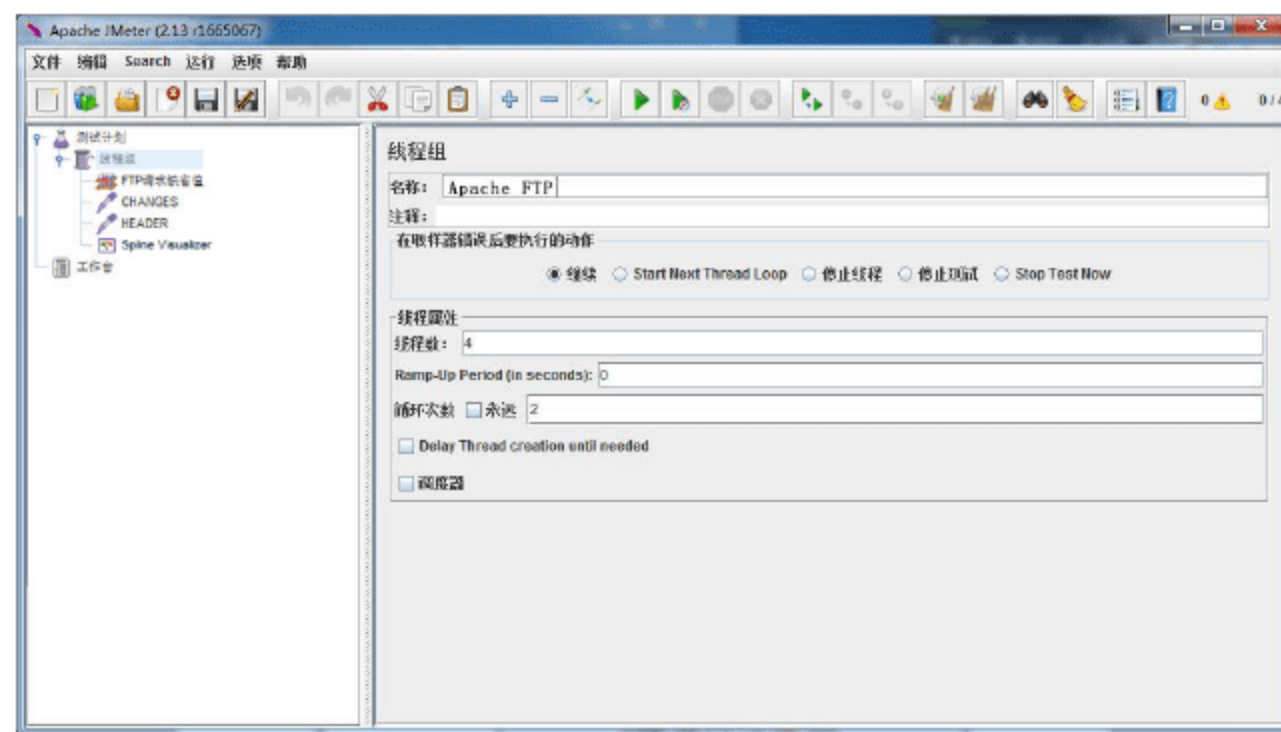 Apache JMeter (2.13 r1665067)
文件 编辑 Search 运行 选项 帮助
0 0 / 4
测试计划
线程组
FTP请求缺省值
CHANGES
HEADER
Spline Visualizer
工作台
线程组
名称： Apache FTP
注释：
在取样器错误后要执行的动作
继续 Start Next Thread Loop 停止线程 停止测试 Stop Test Now
线程属性
线程数： 4
Ramp-Up Period (in seconds): 0
循环次数 永远 2
Delay Thread creation until needed
调度器